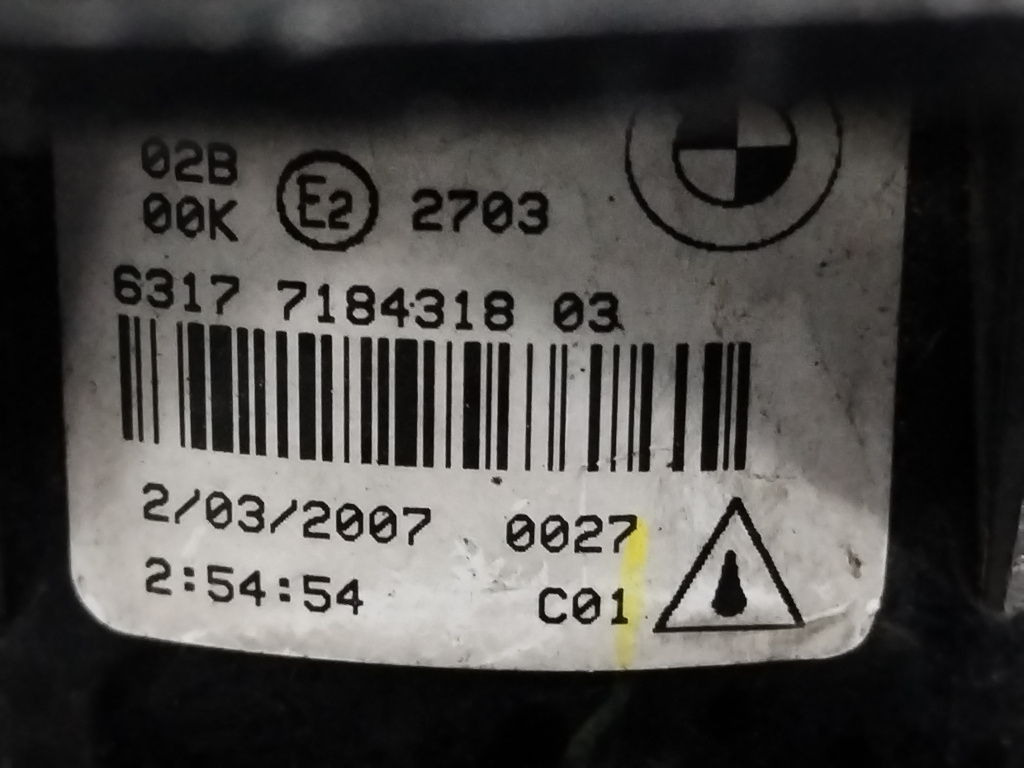 02B
00K E2 2703
6317 7184318 03
2/03/2007 0027
2:54:54 C01